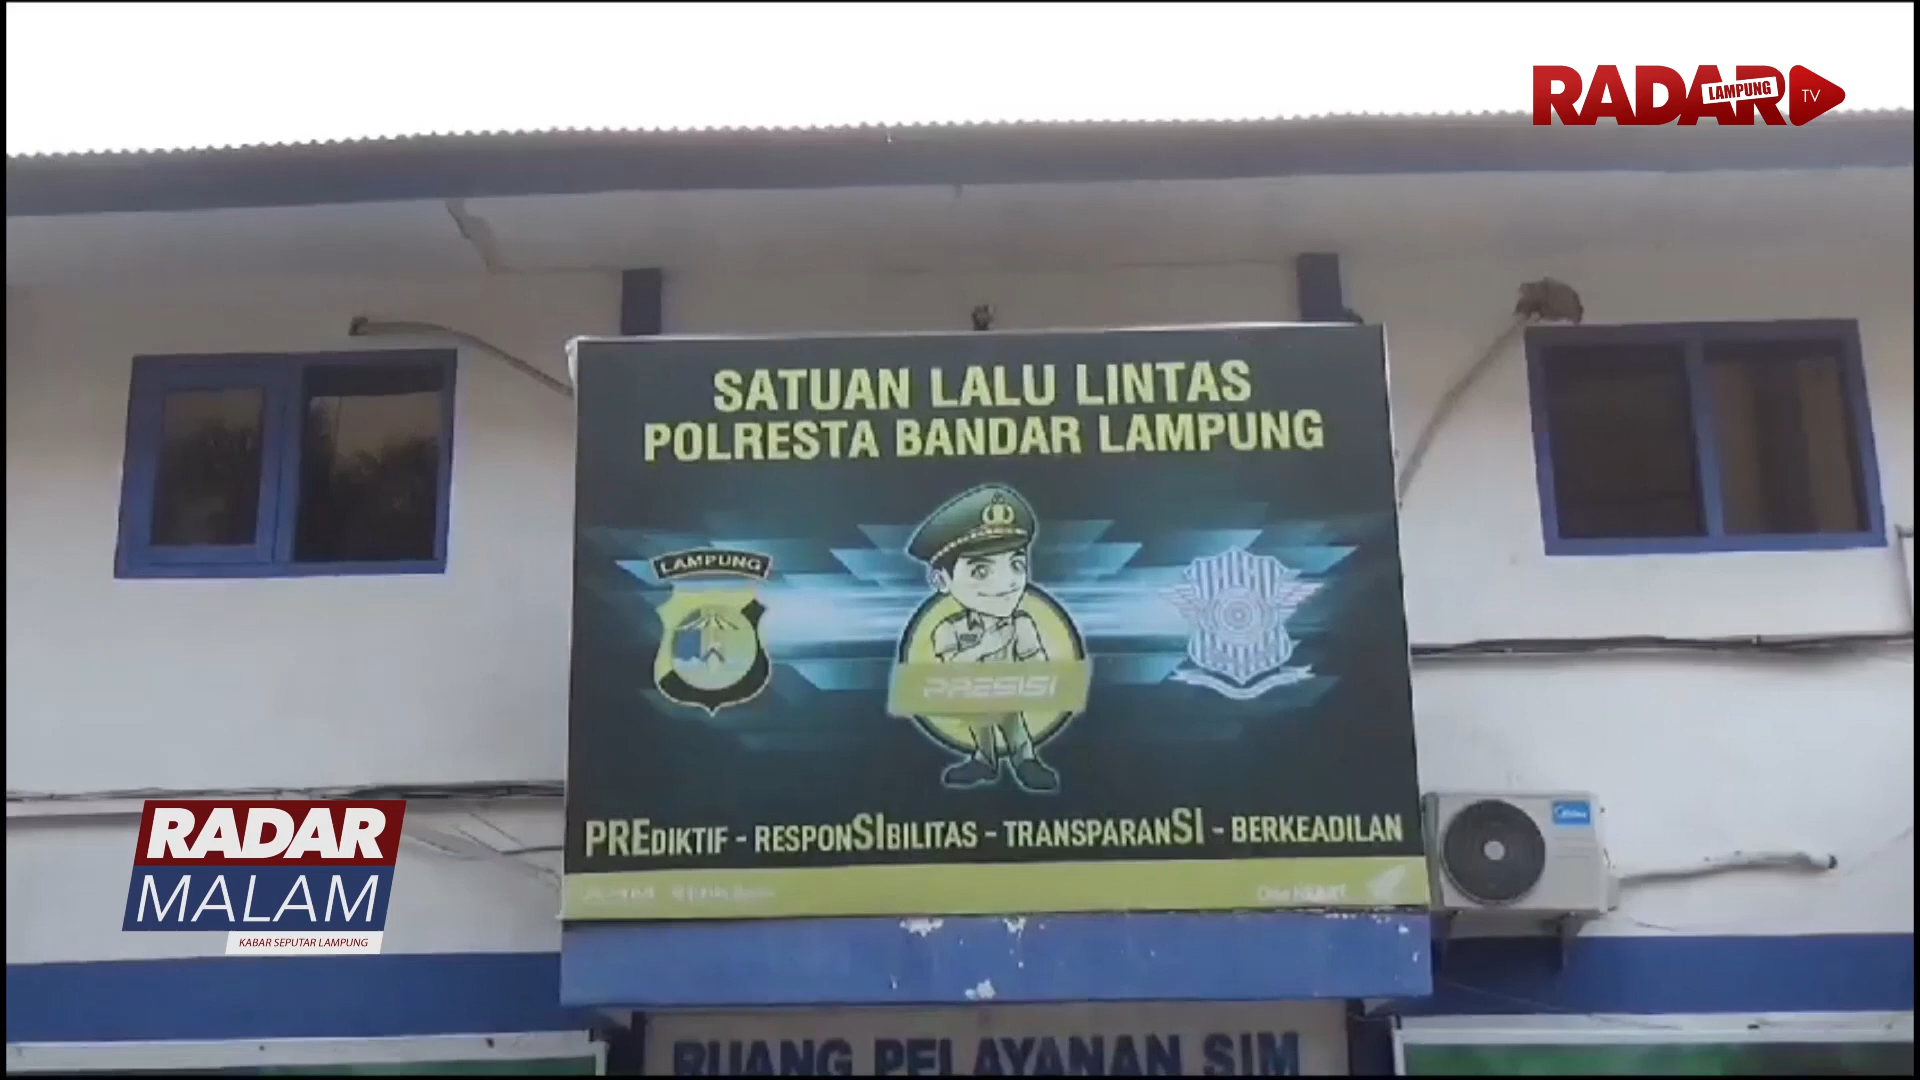 RADAR
LAMPUNG
TV
SATUAN LALU LINTAS
POLRESTA BANDAR LAMPUNG
LAMPUNG
PRESISI
PREDIKTIF - RESPONSIBILITAS - TRANSPARANSI - BERKEADILAN
Midea
RADAR
MALAM
KABAR SEPUTAR LAMPUNG
RUANG PELAYANAN SIM